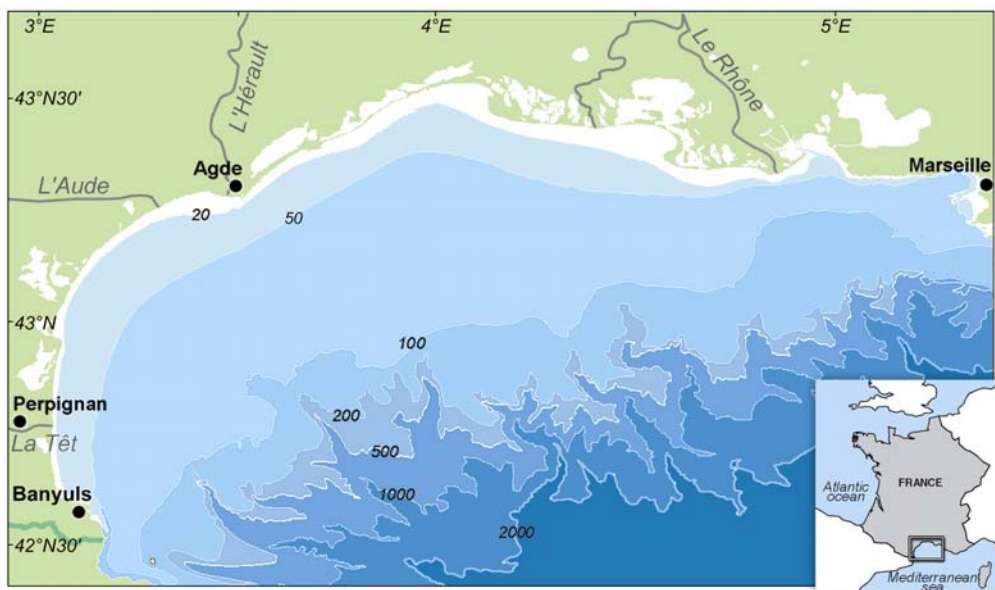 3°E
4°E
5°E
43°N30'
L'Hérault
Le Rhône
Agde
Marseille
L'Aude
20
50
43°N
100
Perpignan
200
La Têt
500
Banyuls
1000
2000
42°N30'
FRANCE
Atlantic
ocean
Mediterranean
sea